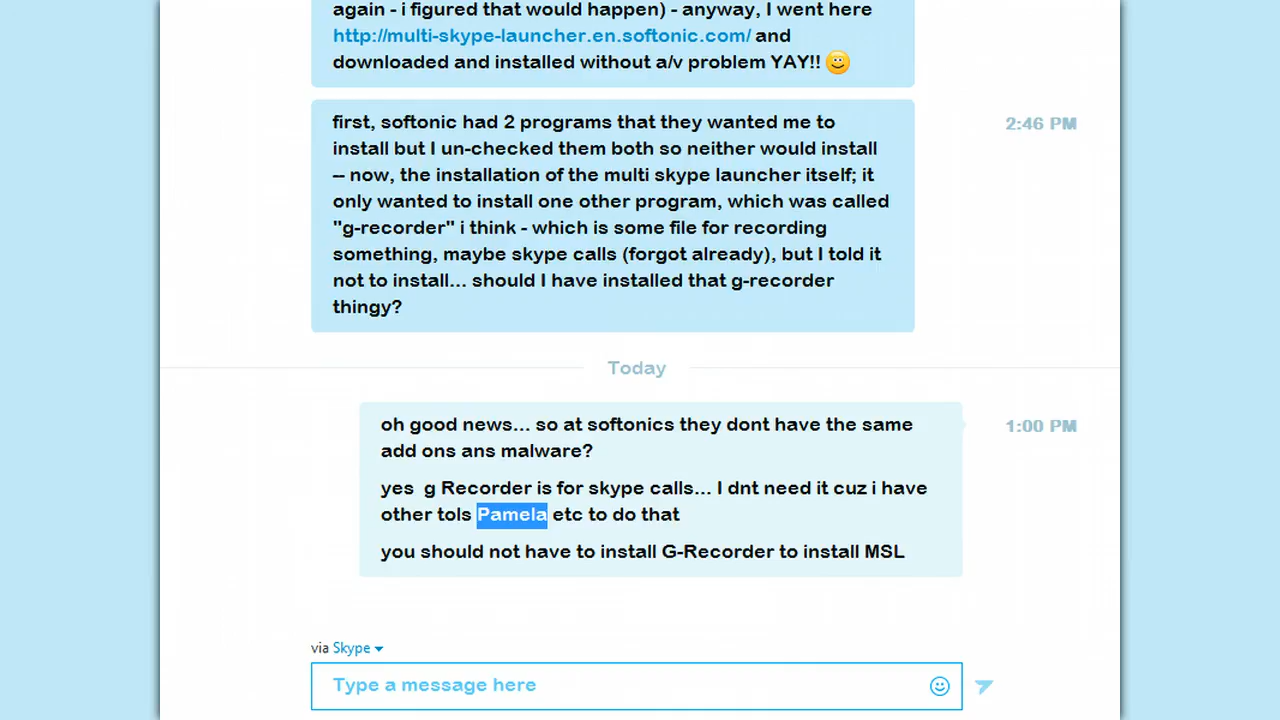 again - i figured that would happen) - anyway, I went here
http://multi-skype-launcher.en.softonic.com/ and
downloaded and installed without a/v problem YAY!!
first, softonic had 2 programs that they wanted me to
install but I un-checked them both so neither would install
-- now, the installation of the multi skype launcher itself; it
only wanted to install one other program, which was called
"g-recorder" i think - which is some file for recording
something, maybe skype calls (forgot already), but I told it
not to install... should I have installed that g-recorder
thingy?
2:46 PM
Today
oh good news... so at softonics they dont have the same
add ons ans malware?
1:00 PM
yes  g Recorder is for skype calls... I dnt need it cuz i have
other tols Pamela etc to do that
you should not have to install G-Recorder to install MSL
via Skype
Type a message here